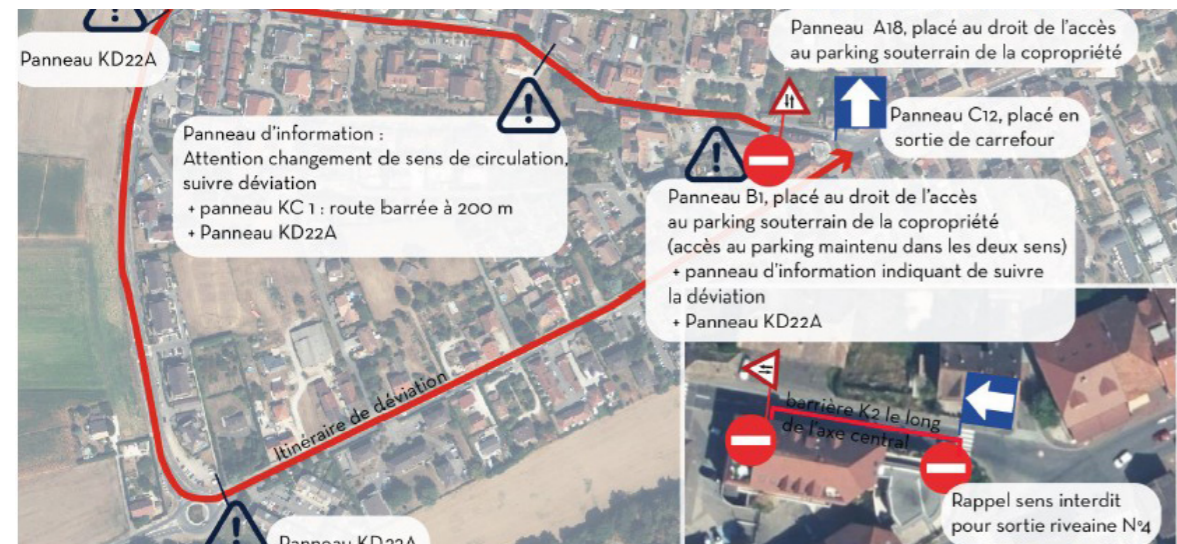 Panneau KD22A
Panneau A18, placé au droit de l'accès
au parking souterrain de la copropriété
Panneau C12, placé en
sortie de carrefour
Panneau d'information :
Attention changement de sens de circulation,
suivre déviation
+ panneau KC 1 : route barrée à 200 m
+ Panneau KD22A
Panneau B1, placé au droit de l'accès
au parking souterrain de la copropriété
(accès au parking maintenu dans les deux sens)
+ panneau d'information indiquant de suivre
la déviation
+ Panneau KD22A
Itinéraire de déviation
barrière K2 le long
de l'axe central
Rappel sens interdit
pour sortie riveaine N°4
Panneau KD22A